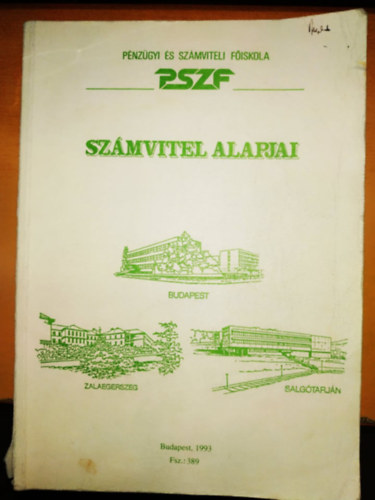 PÉNZÜGYI ÉS SZÁMVITELI FŐISKOLA
PSZF
SZÁMVITEL ALAPJAI
BUDAPEST
ZALAEGERSZEG
SALGÓTARJÁN
Budapest, 1993
Fsz.: 389